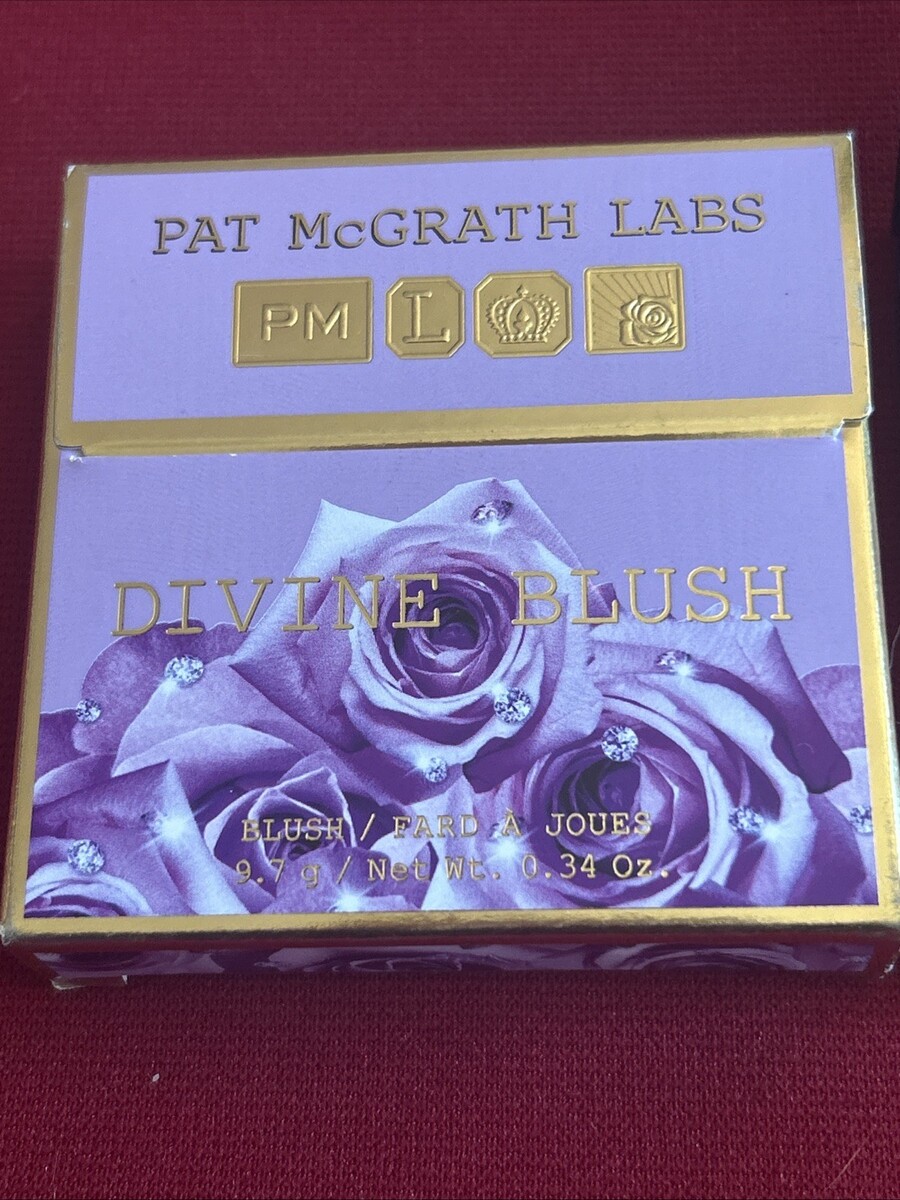 PAT McGRATH LABS
PM L
DIVINE BLUSH
BLUSH / FARD À JOUES
9.7 g / Net Wt. 0.34 Oz.